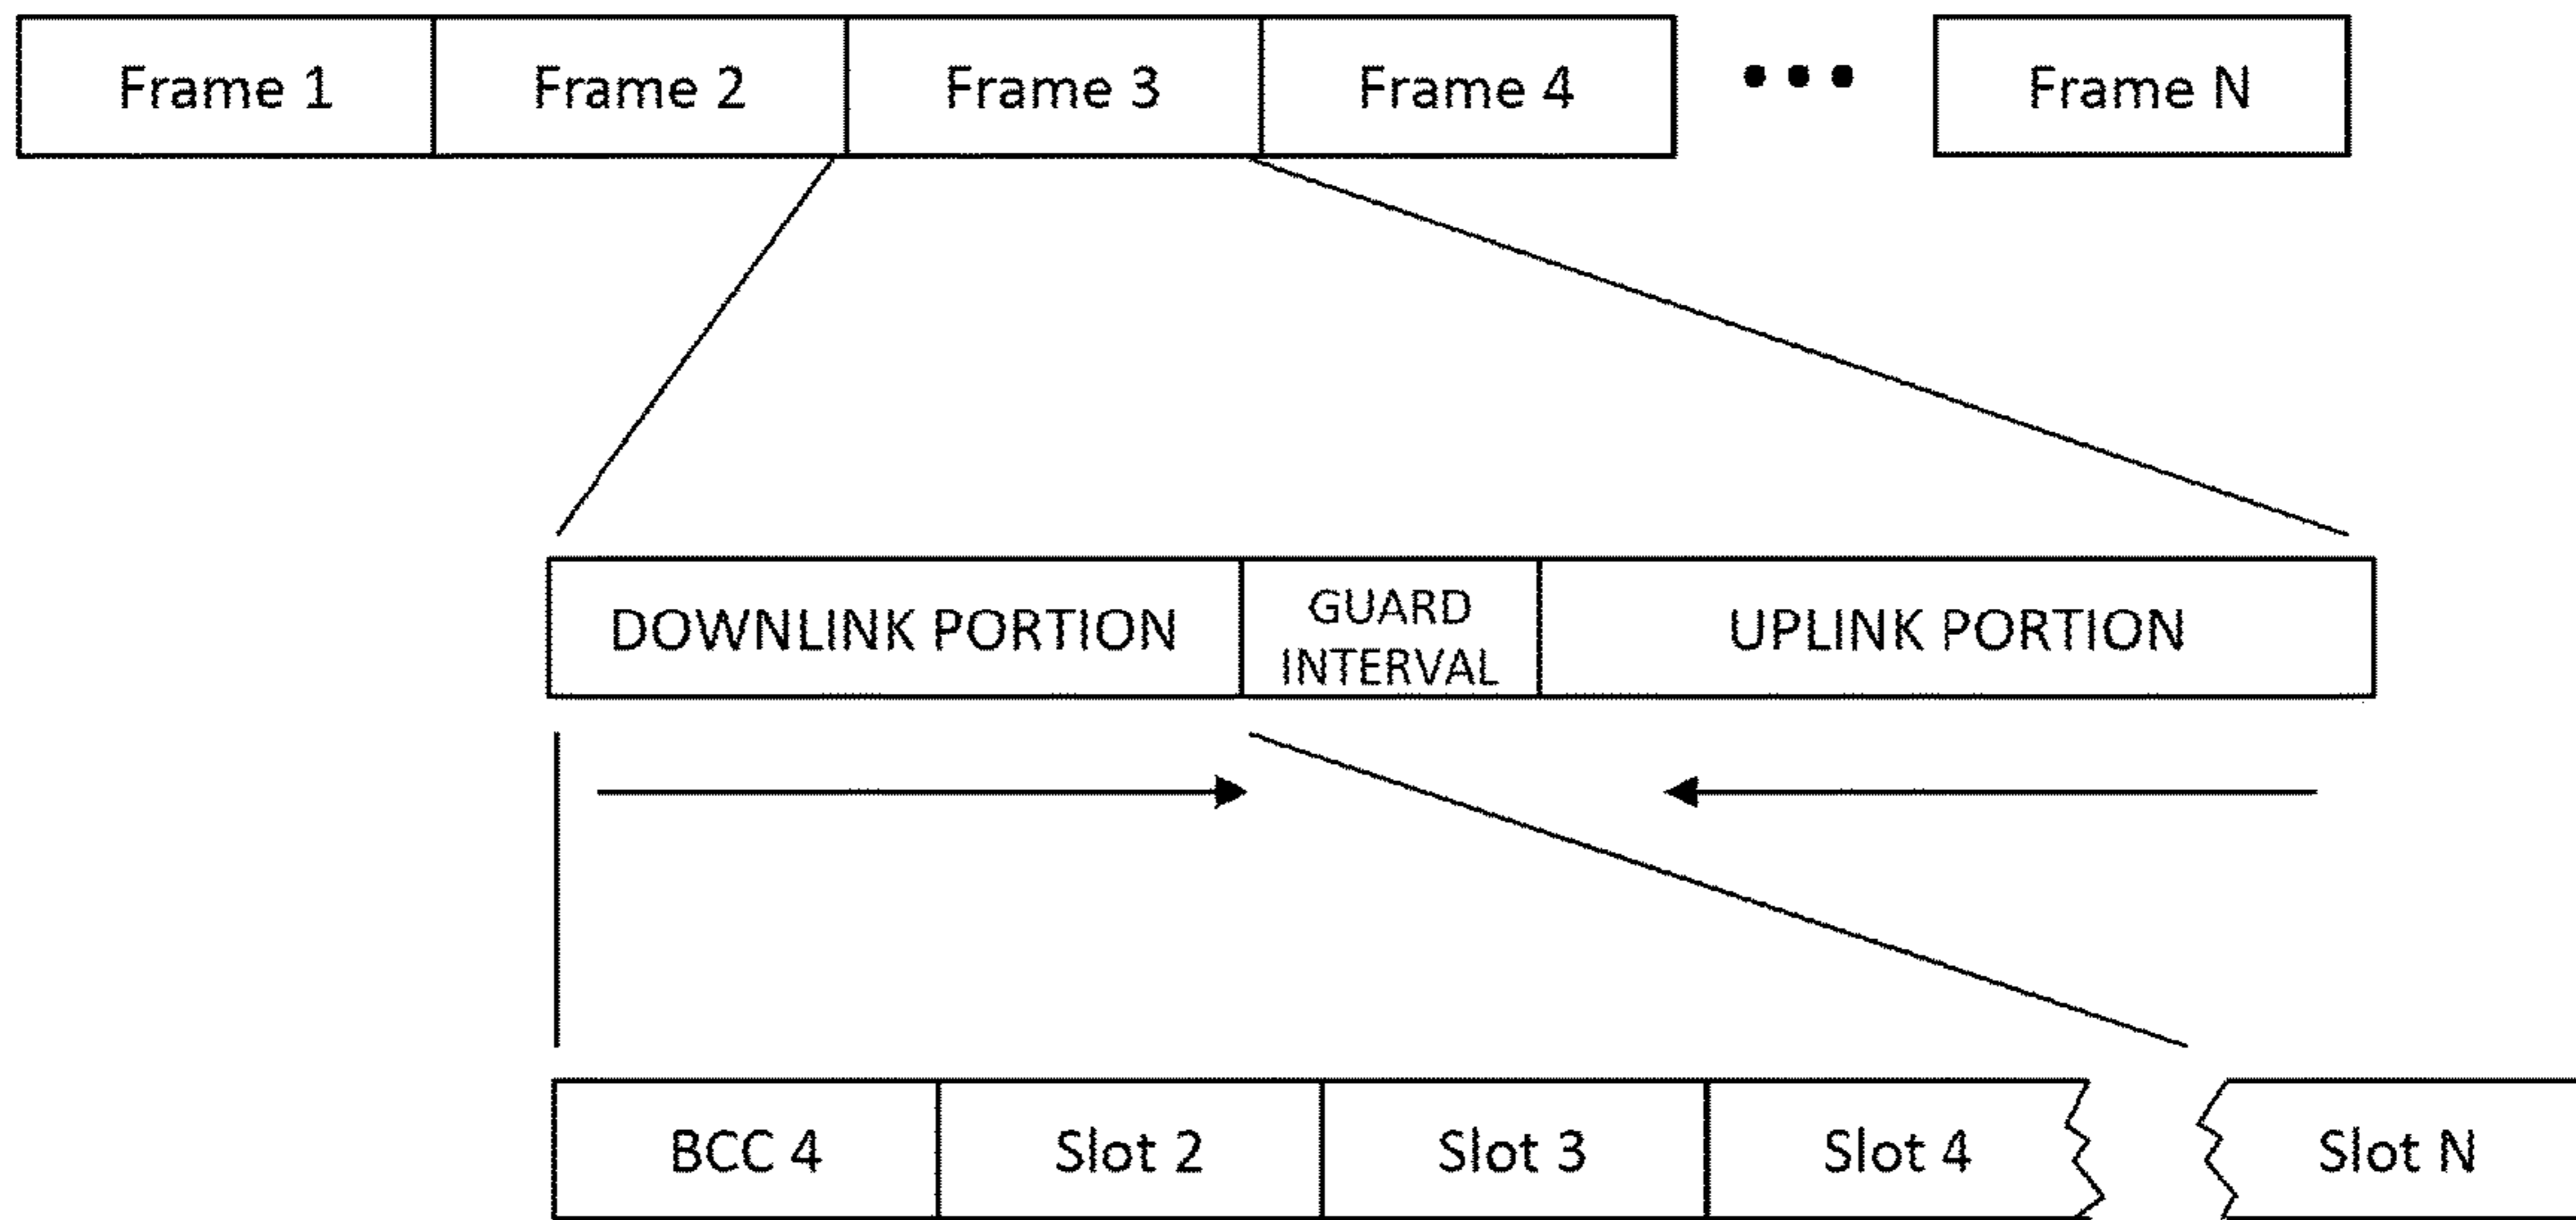 Frame 1 Frame 2 Frame 3 Frame 4 ••• Frame N
DOWNLINK PORTION GUARD INTERVAL UPLINK PORTION
BCC 4 Slot 2 Slot 3 Slot 4 Slot N